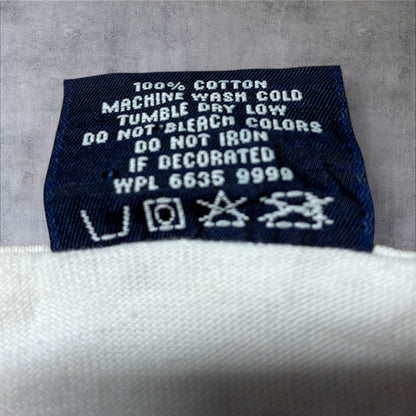 100% COTTON
MACHINE WASH COLD
TUMBLE DRY LOW
DO NOT BLEACH COLORS
DO NOT IRON
IF DECORATED
WPL 6635 9999